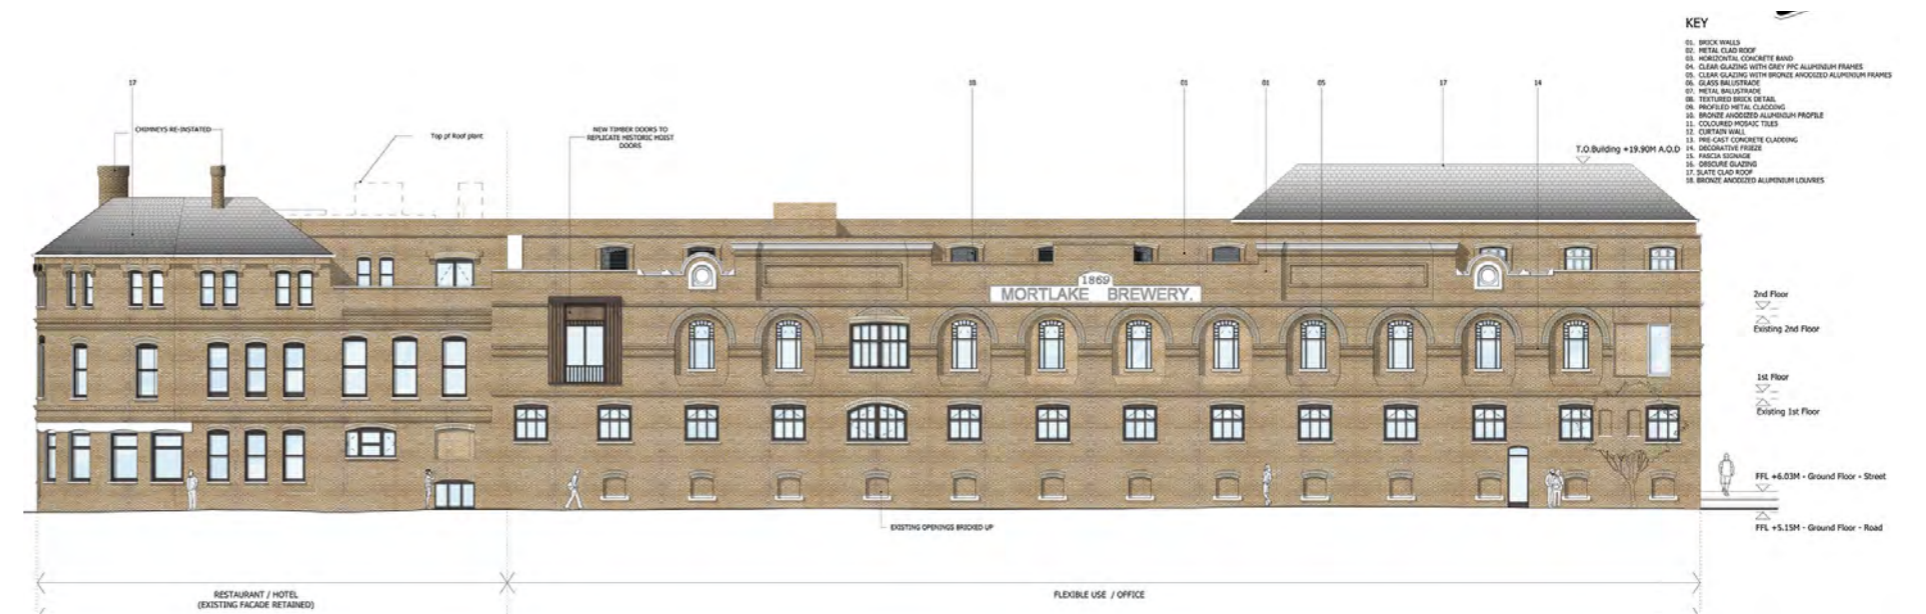 KEY
01. BRICK WALLS
02. METAL CLAD ROOF
03. HORIZONTAL CONCRETE BAND
04. CLEAR GLAZING WITH GREY PPC ALUMINIUM FRAMES
05. CLEAR GLAZING WITH BRONZE ANODIZED ALUMINIUM FRAMES
06. GLASS BALUSTRADE
07. METAL BALUSTRADE
08. TEXTURED BRICK DETAIL
09. PROFILED METAL CLADDING
10. BRONZE ANODIZED ALUMINIUM PROFILE
11. COLOURED MOSAIC TILES
12. CURTAIN WALL
13. PRE-CAST CONCRETE CLADDING
14. DECORATIVE FRIEZE
15. FASCIA SIGNAGE
16. OBSCURE GLAZING
17. SLATE CLAD ROOF
18. BRONZE ANODIZED ALUMINIUM LOUVRES
17
01
01
05
17
14
CHIMNEYS RE-INSTATED
Top pf Roof plant
NEW TIMBER DOORS TO
REPLICATE HISTORIC HOIST
DOORS
T.O.Building +19.90M A.O.D
1869
MORTLAKE BREWERY.
2nd Floor
Existing 2nd Floor
1st Floor
Existing 1st Floor
FFL +6.03M - Ground Floor - Street
FFL +5.15M - Ground Floor - Road
EXISTING OPENINGS BRICKED UP
RESTAURANT / HOTEL
(EXISTING FACADE RETAINED)
FLEXIBLE USE / OFFICE